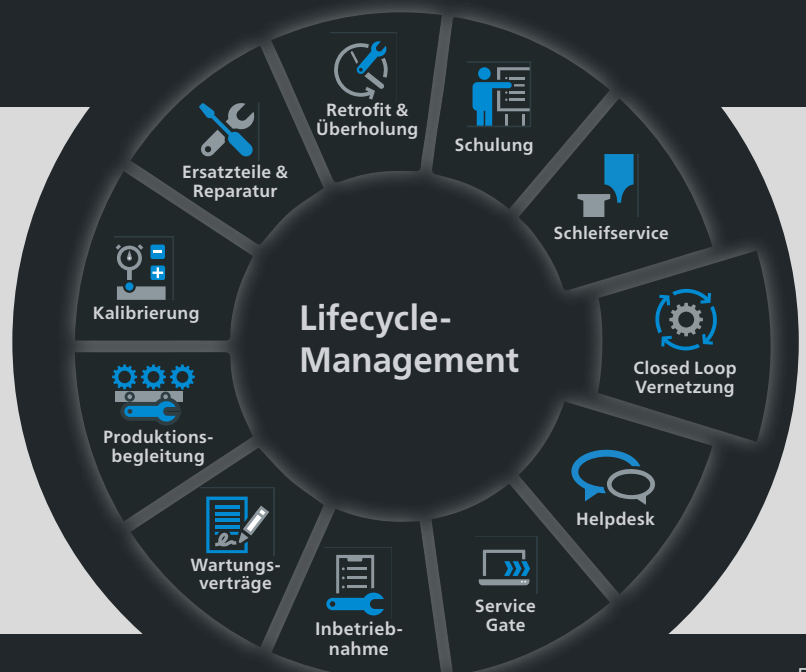 Lifecycle-
Management
Retrofit &
Überholung
Schulung
Schleifservice
Closed Loop
Vernetzung
Helpdesk
Service
Gate
Inbetrieb-
nahme
Wartungs-
verträge
Produktions-
begleitung
Kalibrierung
Ersatzteile &
Reparatur